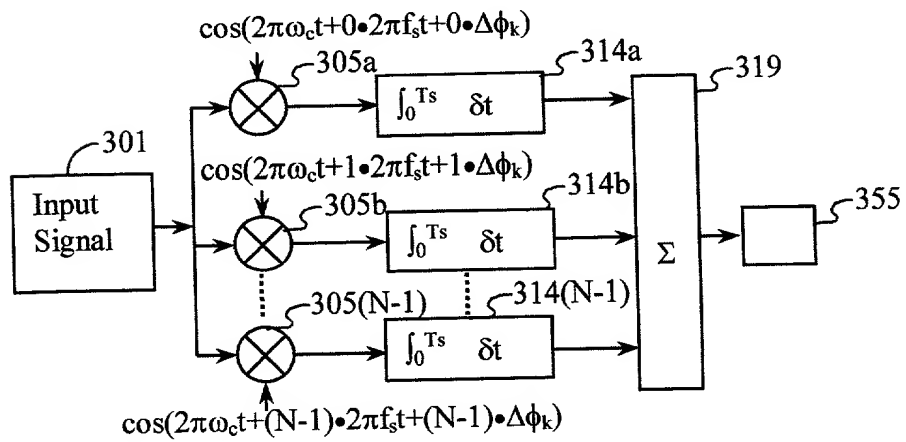 cos(2πω_ct+0•2πf_st+0•Δϕ_k)
305a
314a
319
∫_0^Ts δt
301
cos(2πω_ct+1•2πf_st+1•Δϕ_k)
Input
Signal
305b
314b
355
∫_0^Ts δt
Σ
305(N-1)
314(N-1)
∫_0^Ts δt
cos(2πω_ct+(N-1)•2πf_st+(N-1)•Δϕ_k)